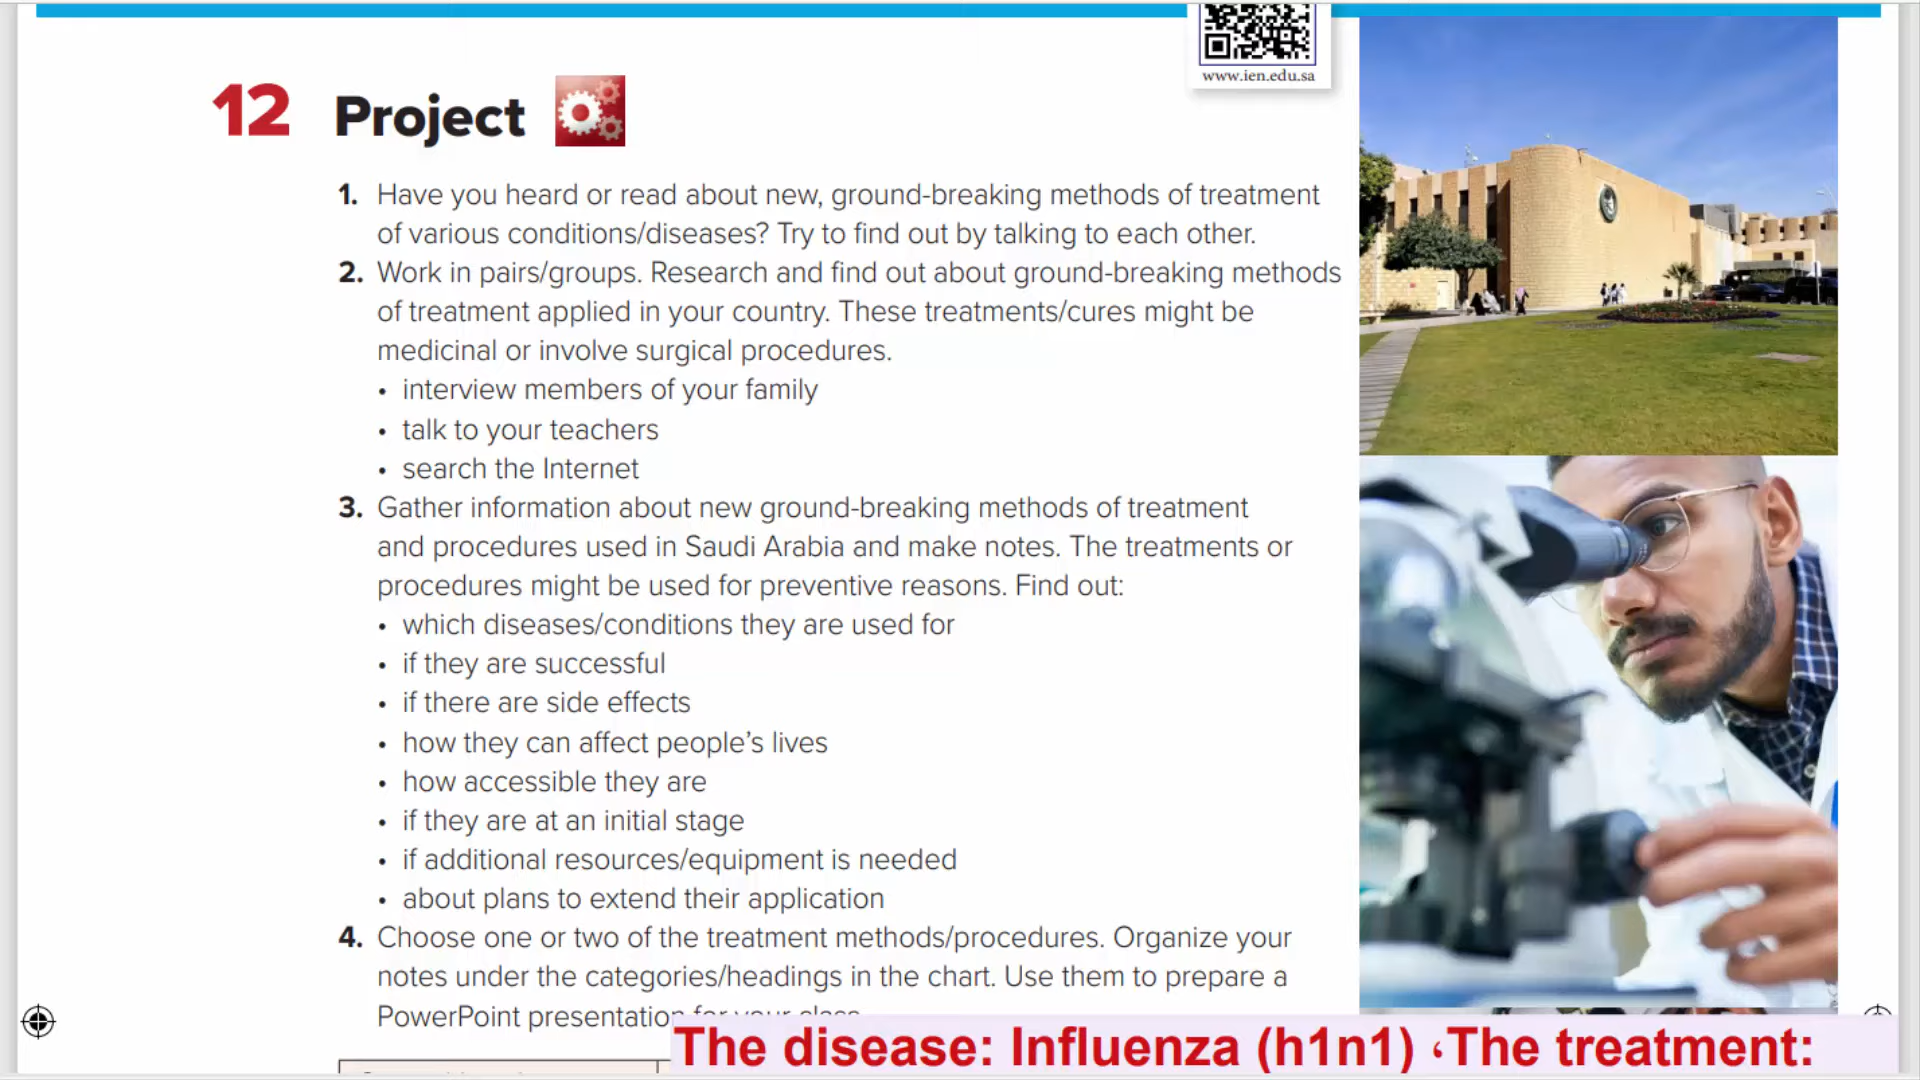 www.ien.edu.sa
12 Project
1. Have you heard or read about new, ground-breaking methods of treatment
of various conditions/diseases? Try to find out by talking to each other.
2. Work in pairs/groups. Research and find out about ground-breaking methods
of treatment applied in your country. These treatments/cures might be
medicinal or involve surgical procedures.
• interview members of your family
• talk to your teachers
• search the Internet
3. Gather information about new ground-breaking methods of treatment
and procedures used in Saudi Arabia and make notes. The treatments or
procedures might be used for preventive reasons. Find out:
• which diseases/conditions they are used for
• if they are successful
• if there are side effects
• how they can affect people's lives
• how accessible they are
• if they are at an initial stage
• if additional resources/equipment is needed
• about plans to extend their application
4. Choose one or two of the treatment methods/procedures. Organize your
notes under the categories/headings in the chart. Use them to prepare a
PowerPoint presentation for your class.
The disease: Influenza (h1n1) ،The treatment: